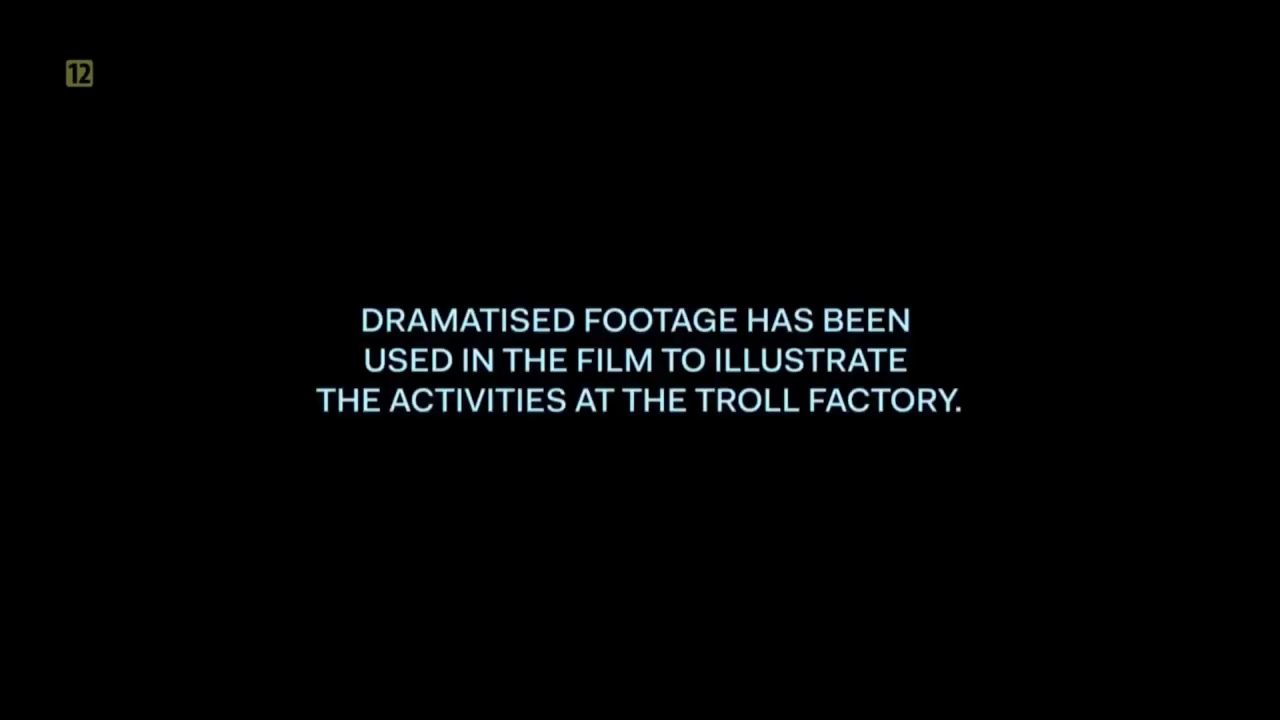 12
DRAMATISED FOOTAGE HAS BEEN
USED IN THE FILM TO ILLUSTRATE
THE ACTIVITIES AT THE TROLL FACTORY.